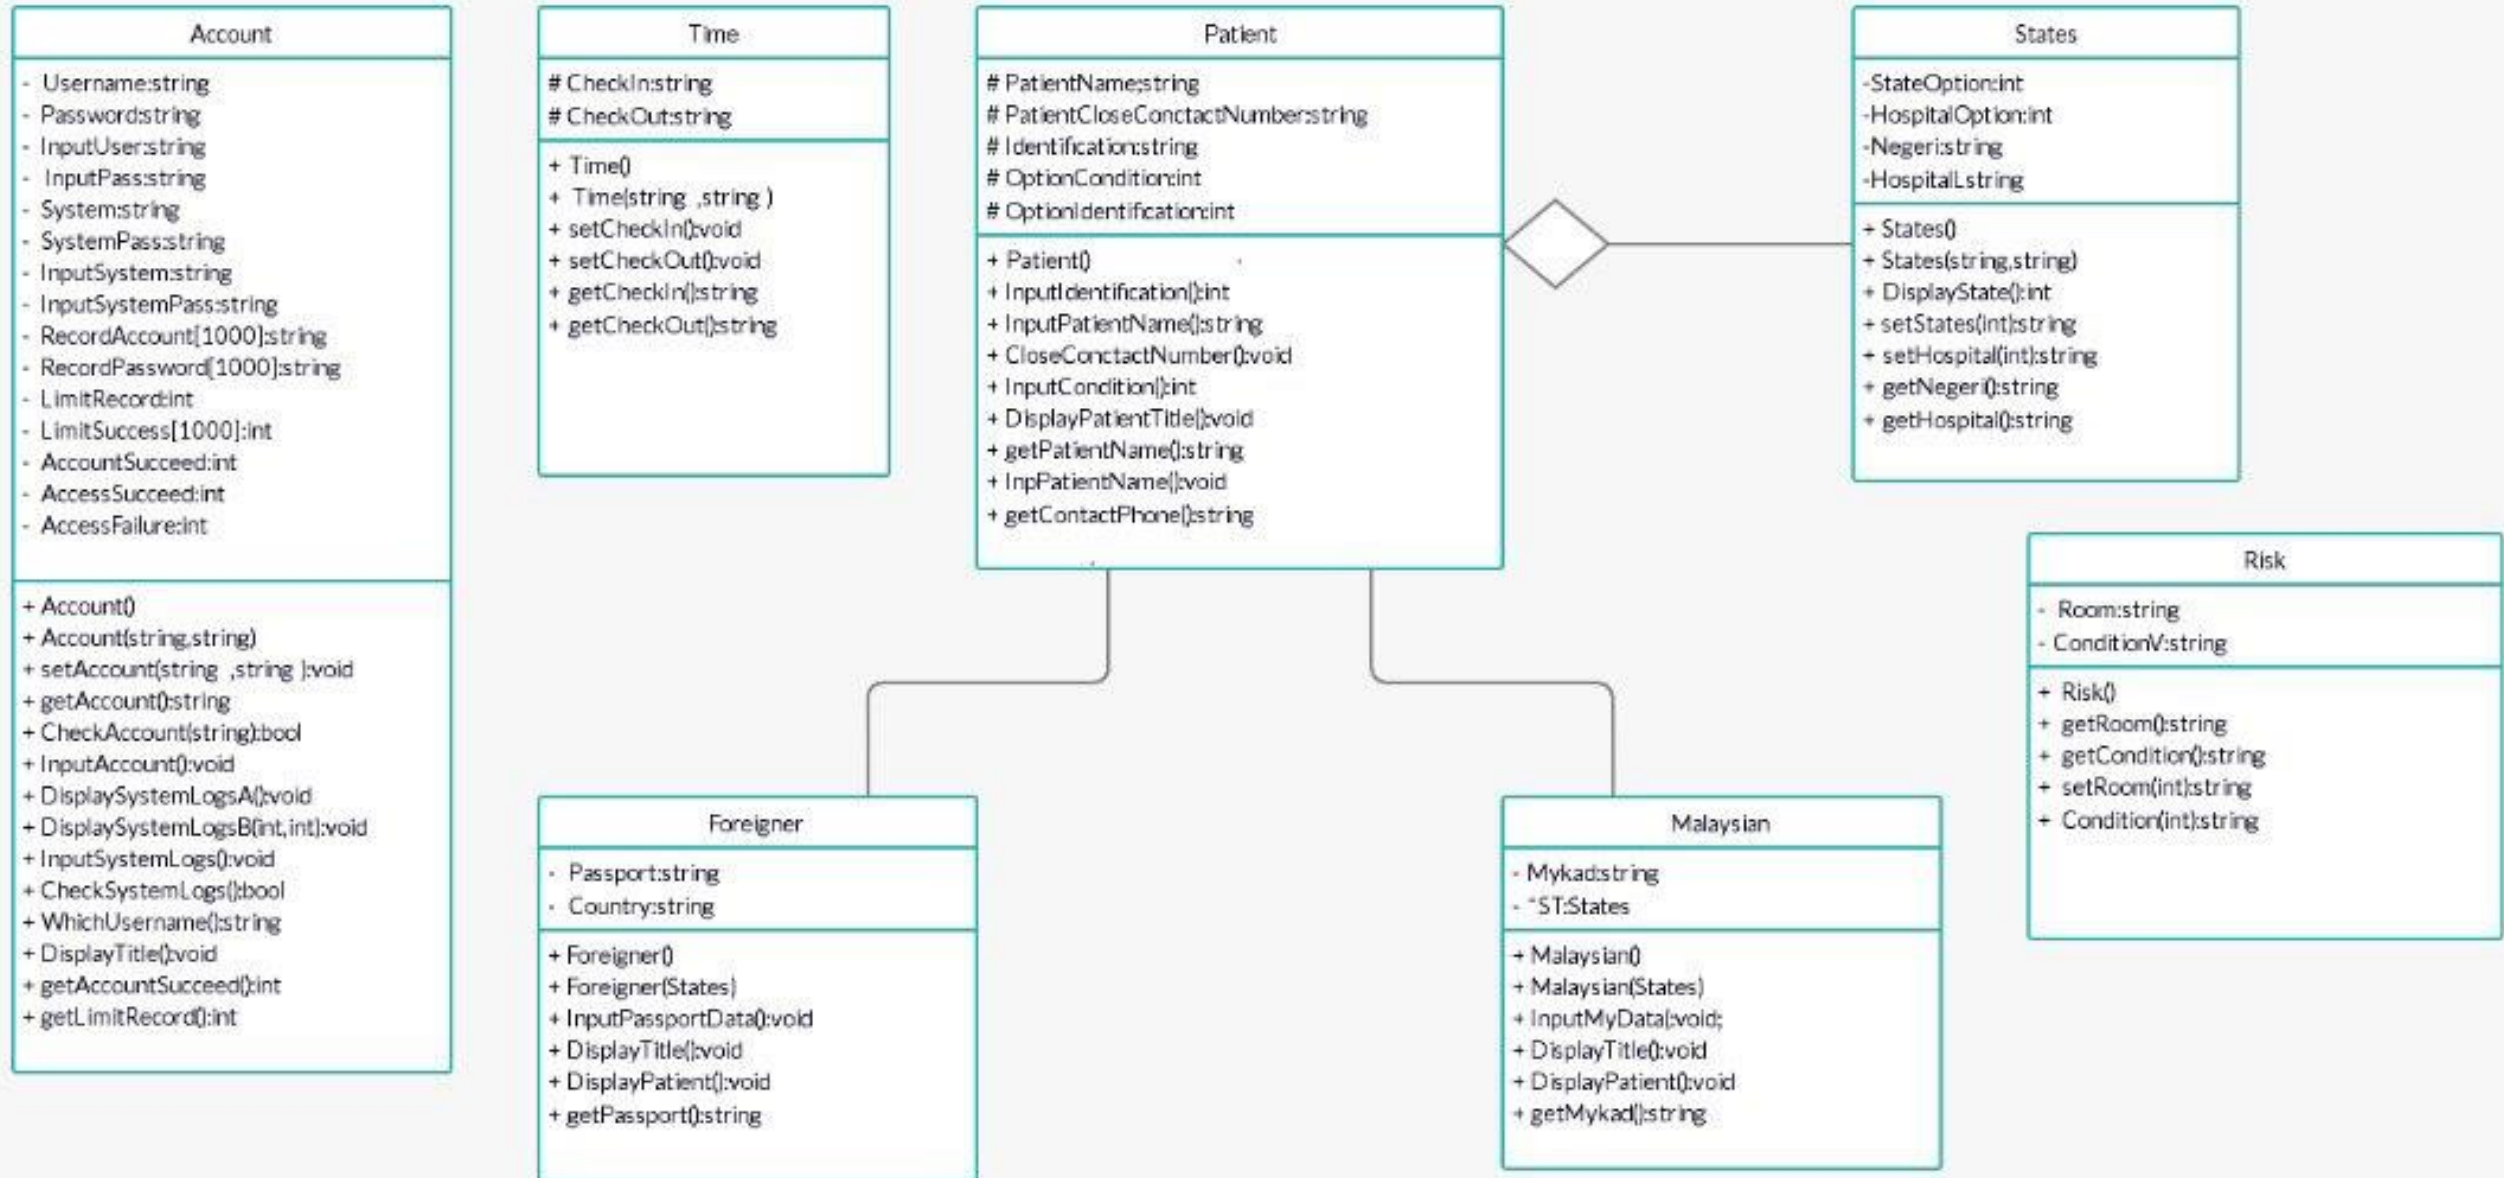 Account
- Username:string
- Password:string
- InputUser:string
- InputPass:string
- System:string
- SystemPass:string
- InputSystem:string
- InputSystemPass:string
- RecordAccount[1000]:string
- RecordPassword[1000]:string
- LimitRecord:int
- LimitSuccess[1000]:int
- AccountSucceed:int
- AccessSucceed:int
- AccessFailure:int
+ Account()
+ Account(string,string)
+ setAccount(string ,string ):void
+ getAccount():string
+ CheckAccount(string):bool
+ InputAccount():void
+ DisplaySystemLogsA():void
+ DisplaySystemLogsB(int,int):void
+ InputSystemLogs():void
+ CheckSystemLogs():bool
+ WhichUsername():string
+ DisplayTitle():void
+ getAccountSucceed():int
+ getLimitRecord():int
Time
# CheckIn:string
# CheckOut:string
+ Time()
+ Time(string ,string )
+ setCheckIn():void
+ setCheckOut():void
+ getCheckIn():string
+ getCheckOut():string
Patient
# PatientName;string
# PatientCloseConctactNumber:string
# Identification:string
# OptionCondition:int
# OptionIdentification:int
+ Patient()
+ InputIdentification():int
+ InputPatientName():string
+ CloseConctactNumber():void
+ InputCondition():int
+ DisplayPatientTitle():void
+ getPatientName():string
+ InpPatientName():void
+ getContactPhone():string
States
-StateOption:int
-HospitalOption:int
-Negeri:string
-HospitalLstring
+ States()
+ States(string,string)
+ DisplayState():int
+ setStates(int):string
+ setHospital(int):string
+ getNegeri():string
+ getHospital():string
Risk
- Room:string
- ConditionV:string
+ Risk()
+ getRoom():string
+ getCondition():string
+ setRoom(int):string
+ Condition(int):string
Foreigner
- Passport:string
- Country:string
+ Foreigner()
+ Foreigner(States)
+ InputPassportData():void
+ DisplayTitle():void
+ DisplayPatient():void
+ getPassport():string
Malaysian
- Mykad:string
- *ST:States
+ Malaysian()
+ Malaysian(States)
+ InputMyData(:void;
+ DisplayTitle():void
+ DisplayPatient():void
+ getMykad():string